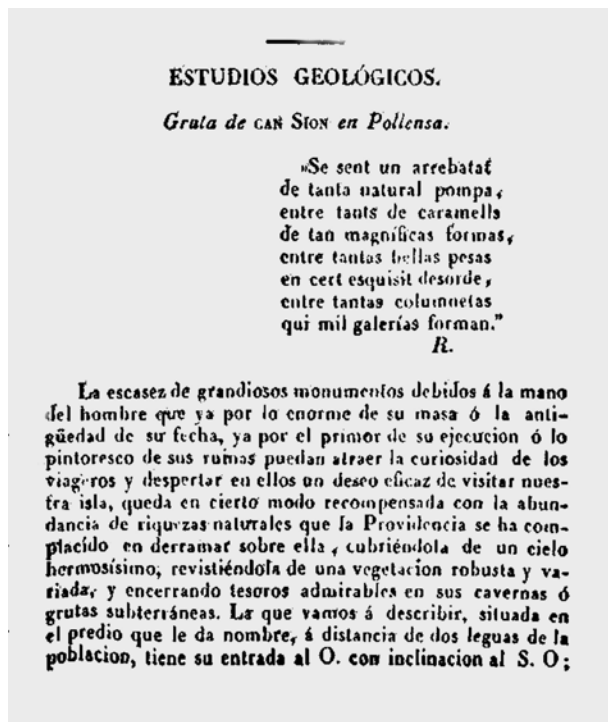 ESTUDIOS GEOLÓGICOS.
Gruta de CAN SION en Pollensa.
"Se sent un arrebatat
de tanta natural pompa,
entre tants de caramells
de tan magníficas formas,
entre tantas bellas pesas
en cert esquisit desorde,
entre tantas columnetas
qui mil galerías forman."
R.
La escasez de grandiosos monumentos debidos á la mano
del hombre que ya por lo enorme de su masa ó la anti-
güedad de su fecha, ya por el primor de su ejecucion ó lo
pintoresco de sus ruinas puedan atraer la curiosidad de los
viageros y despertar en ellos un deseo eficaz de visitar nues-
tra isla, queda en cierto modo recompensada con la abun-
dancia de riquezas naturales que la Providencia se ha com-
placido en derramar sobre ella, cubriéndola de un cielo
hermosísimo, revistiéndola de una vegetacion robusta y va-
riada, y encerrando tesoros admirables en sus cavernas ó
grutas subterráneas. La que vamos á describir, situada en
el predio que le da nombre, á distancia de dos leguas de la
poblacion, tiene su entrada al O. con inclinacion al S. O;